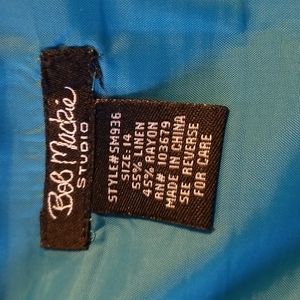 Bob Mackie
STUDIO
STYLE#:SM936
SIZE:14
55% LINEN
45% RAYON
RN# 103679
MADE IN CHINA
SEE REVERSE
FOR CARE